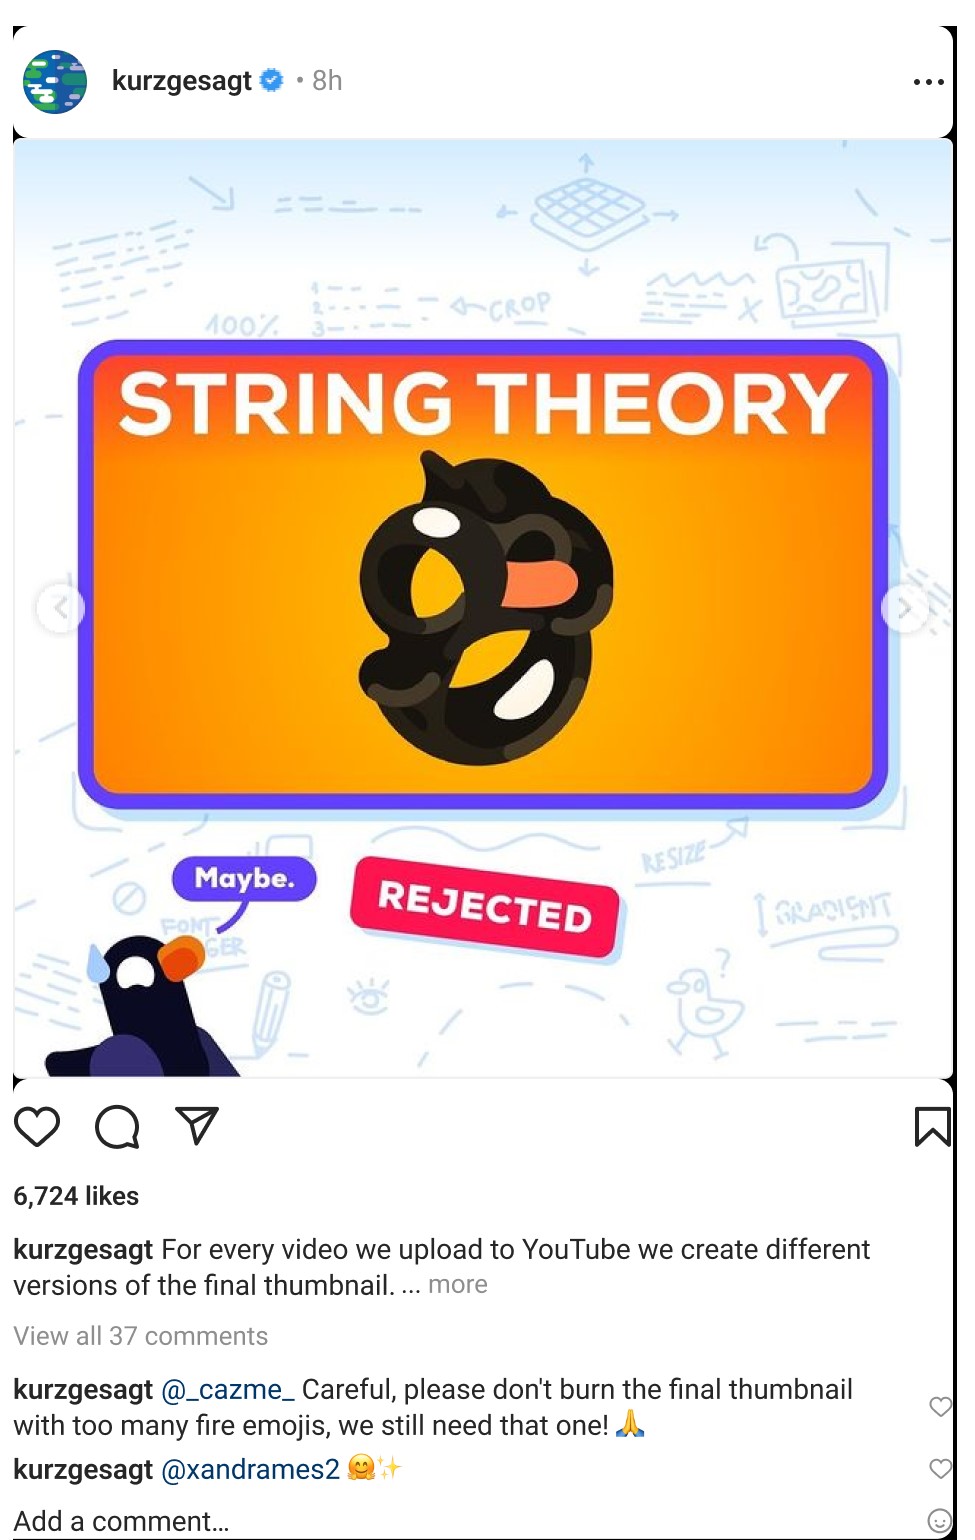 kurzgesagt • 8h
100%
1
2
3
CROP
X
STRING THEORY
Maybe.
REJECTED
RESIZE
GRADIENT
FONT
?
6,724 likes
kurzgesagt For every video we upload to YouTube we create different
versions of the final thumbnail. ... more
View all 37 comments
kurzgesagt @_cazme_ Careful, please don't burn the final thumbnail
with too many fire emojis, we still need that one! 🙏
kurzgesagt @xandrames2 🤗✨
Add a comment...